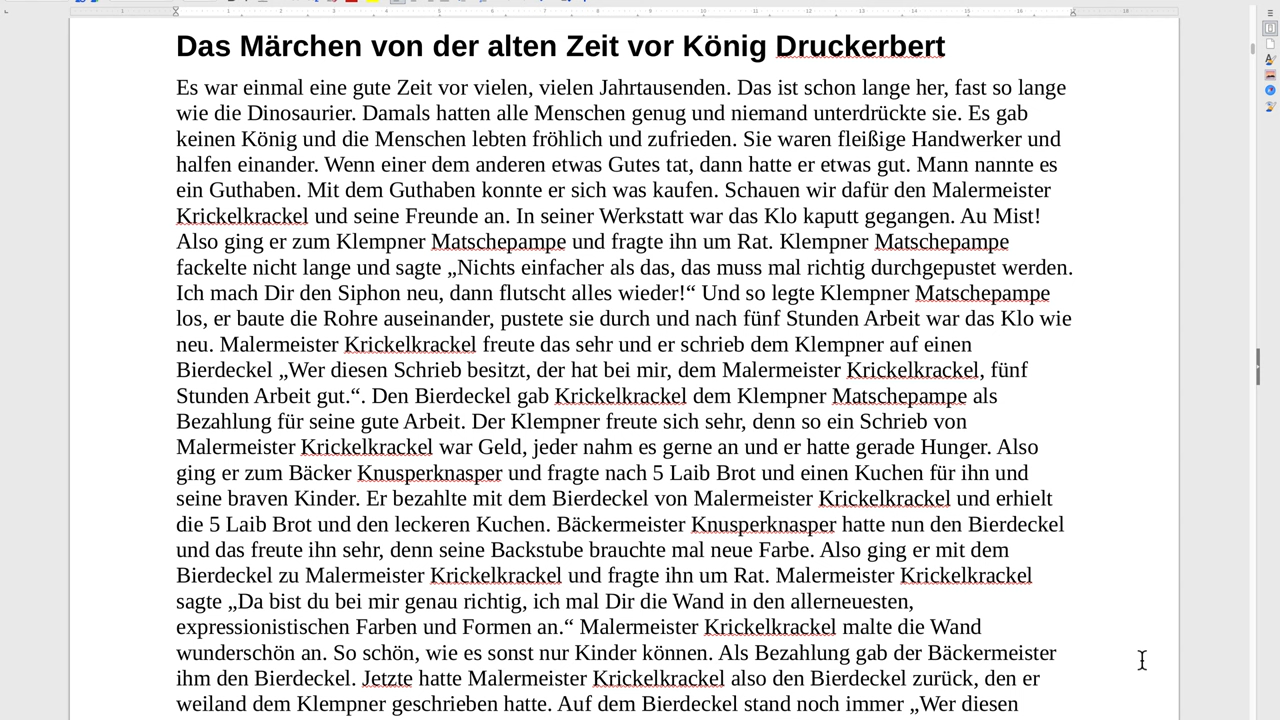 Das Märchen von der alten Zeit vor König Druckerbert
Es war einmal eine gute Zeit vor vielen, vielen Jahrtausenden. Das ist schon lange her, fast so lange
wie die Dinosaurier. Damals hatten alle Menschen genug und niemand unterdrückte sie. Es gab
keinen König und die Menschen lebten fröhlich und zufrieden. Sie waren fleißige Handwerker und
halfen einander. Wenn einer dem anderen etwas Gutes tat, dann hatte er etwas gut. Mann nannte es
ein Guthaben. Mit dem Guthaben konnte er sich was kaufen. Schauen wir dafür den Malermeister
Krickelkrackel und seine Freunde an. In seiner Werkstatt war das Klo kaputt gegangen. Au Mist!
Also ging er zum Klempner Matschepampe und fragte ihn um Rat. Klempner Matschepampe
fackelte nicht lange und sagte „Nichts einfacher als das, das muss mal richtig durchgepustet werden.
Ich mach Dir den Siphon neu, dann flutscht alles wieder!“ Und so legte Klempner Matschepampe
los, er baute die Rohre auseinander, pustete sie durch und nach fünf Stunden Arbeit war das Klo wie
neu. Malermeister Krickelkrackel freute das sehr und er schrieb dem Klempner auf einen
Bierdeckel „Wer diesen Schrieb besitzt, der hat bei mir, dem Malermeister Krickelkrackel, fünf
Stunden Arbeit gut.“. Den Bierdeckel gab Krickelkrackel dem Klempner Matschepampe als
Bezahlung für seine gute Arbeit. Der Klempner freute sich sehr, denn so ein Schrieb von
Malermeister Krickelkrackel war Geld, jeder nahm es gerne an und er hatte gerade Hunger. Also
ging er zum Bäcker Knusperknasper und fragte nach 5 Laib Brot und einen Kuchen für ihn und
seine braven Kinder. Er bezahlte mit dem Bierdeckel von Malermeister Krickelkrackel und erhielt
die 5 Laib Brot und den leckeren Kuchen. Bäckermeister Knusperknasper hatte nun den Bierdeckel
und das freute ihn sehr, denn seine Backstube brauchte mal neue Farbe. Also ging er mit dem
Bierdeckel zu Malermeister Krickelkrackel und fragte ihn um Rat. Malermeister Krickelkrackel
sagte „Da bist du bei mir genau richtig, ich mal Dir die Wand in den allerneuesten,
expressionistischen Farben und Formen an.“ Malermeister Krickelkrackel malte die Wand
wunderschön an. So schön, wie es sonst nur Kinder können. Als Bezahlung gab der Bäckermeister
ihm den Bierdeckel. Jetzte hatte Malermeister Krickelkrackel also den Bierdeckel zurück, den er
weiland dem Klempner geschrieben hatte. Auf dem Bierdeckel stand noch immer „Wer diesen